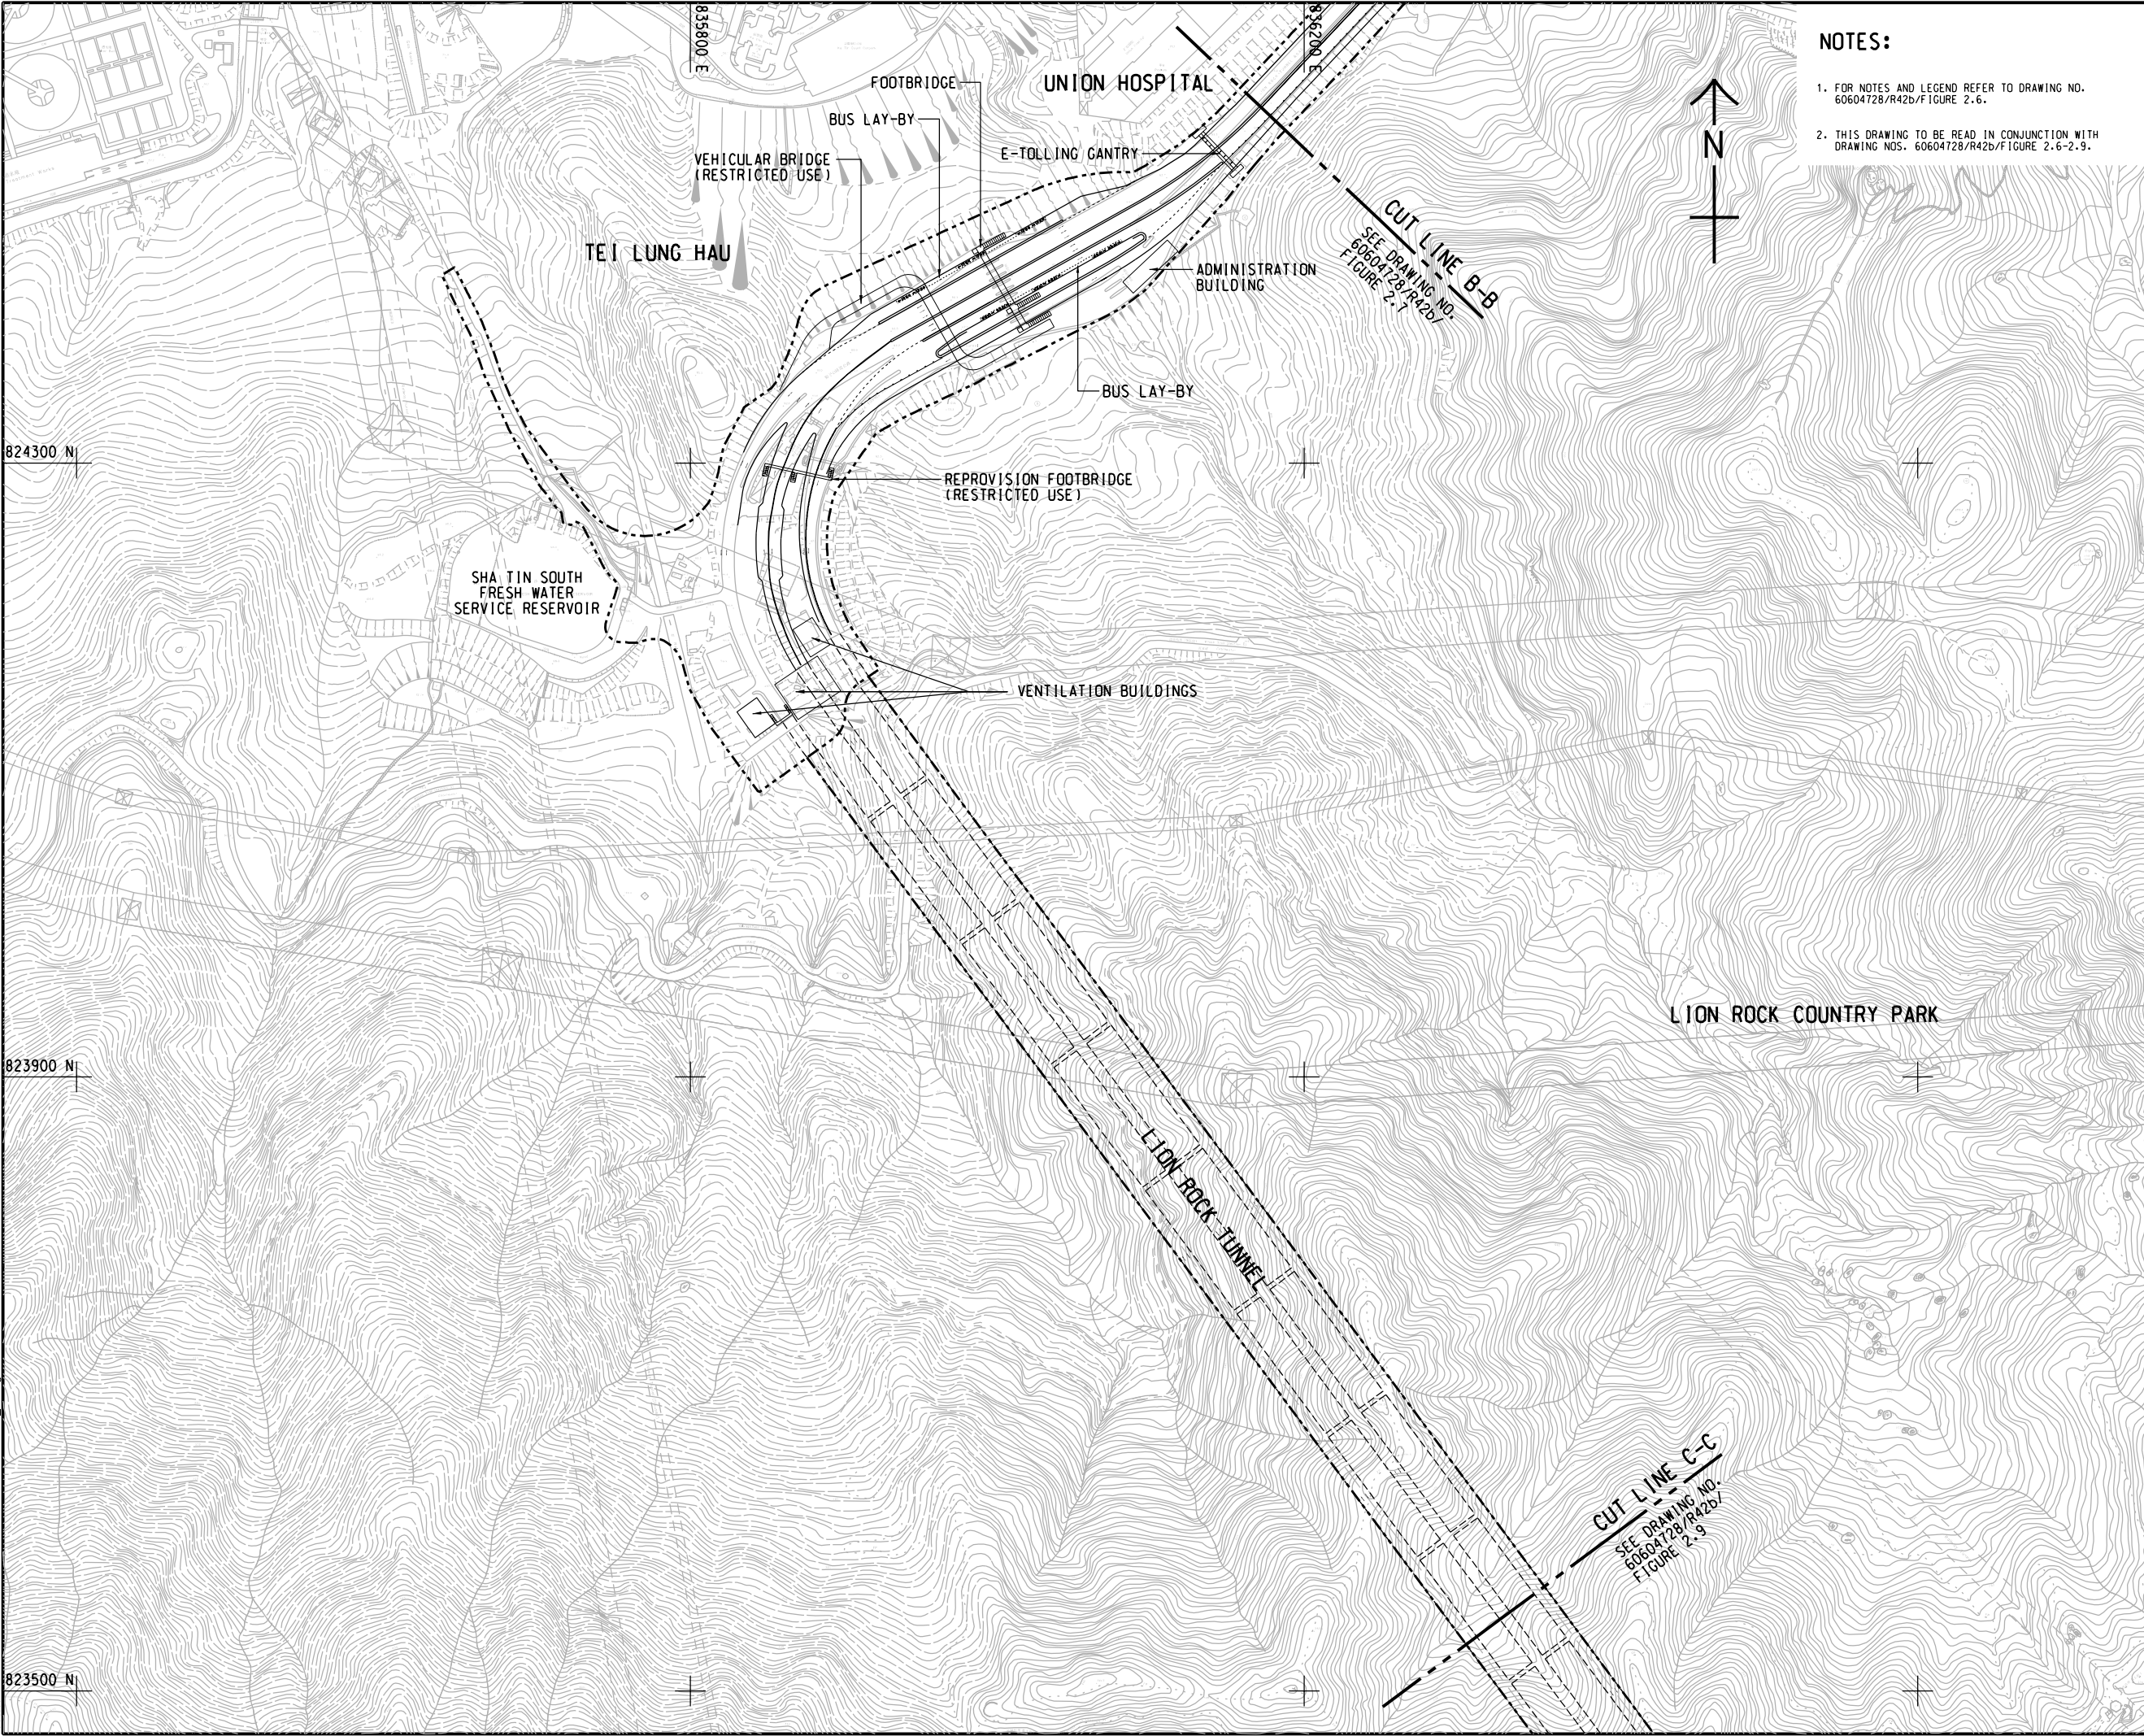 835800 E
836200 E
NOTES:
1. FOR NOTES AND LEGEND REFER TO DRAWING NO.
60604728/R42b/FIGURE 2.6.
2. THIS DRAWING TO BE READ IN CONJUNCTION WITH
DRAWING NOS. 60604728/R42b/FIGURE 2.6-2.9.
N
FOOTBRIDGE
UNION HOSPITAL
BUS LAY-BY
E-TOLLING GANTRY
VEHICULAR BRIDGE
(RESTRICTED USE)
TEI LUNG HAU
CUT LINE B-B
SEE DRAWING NO.
60604728/R42b/
FIGURE 2.7
ADMINISTRATION
BUILDING
BUS LAY-BY
824300 N
REPROVISION FOOTBRIDGE
(RESTRICTED USE)
SHA TIN SOUTH
FRESH WATER
SERVICE RESERVOIR
VENTILATION BUILDINGS
LION ROCK COUNTRY PARK
823900 N
LION ROCK TUNNEL
CUT LINE C-C
SEE DRAWING NO.
60604728/R42b/
FIGURE 2.9
823500 N